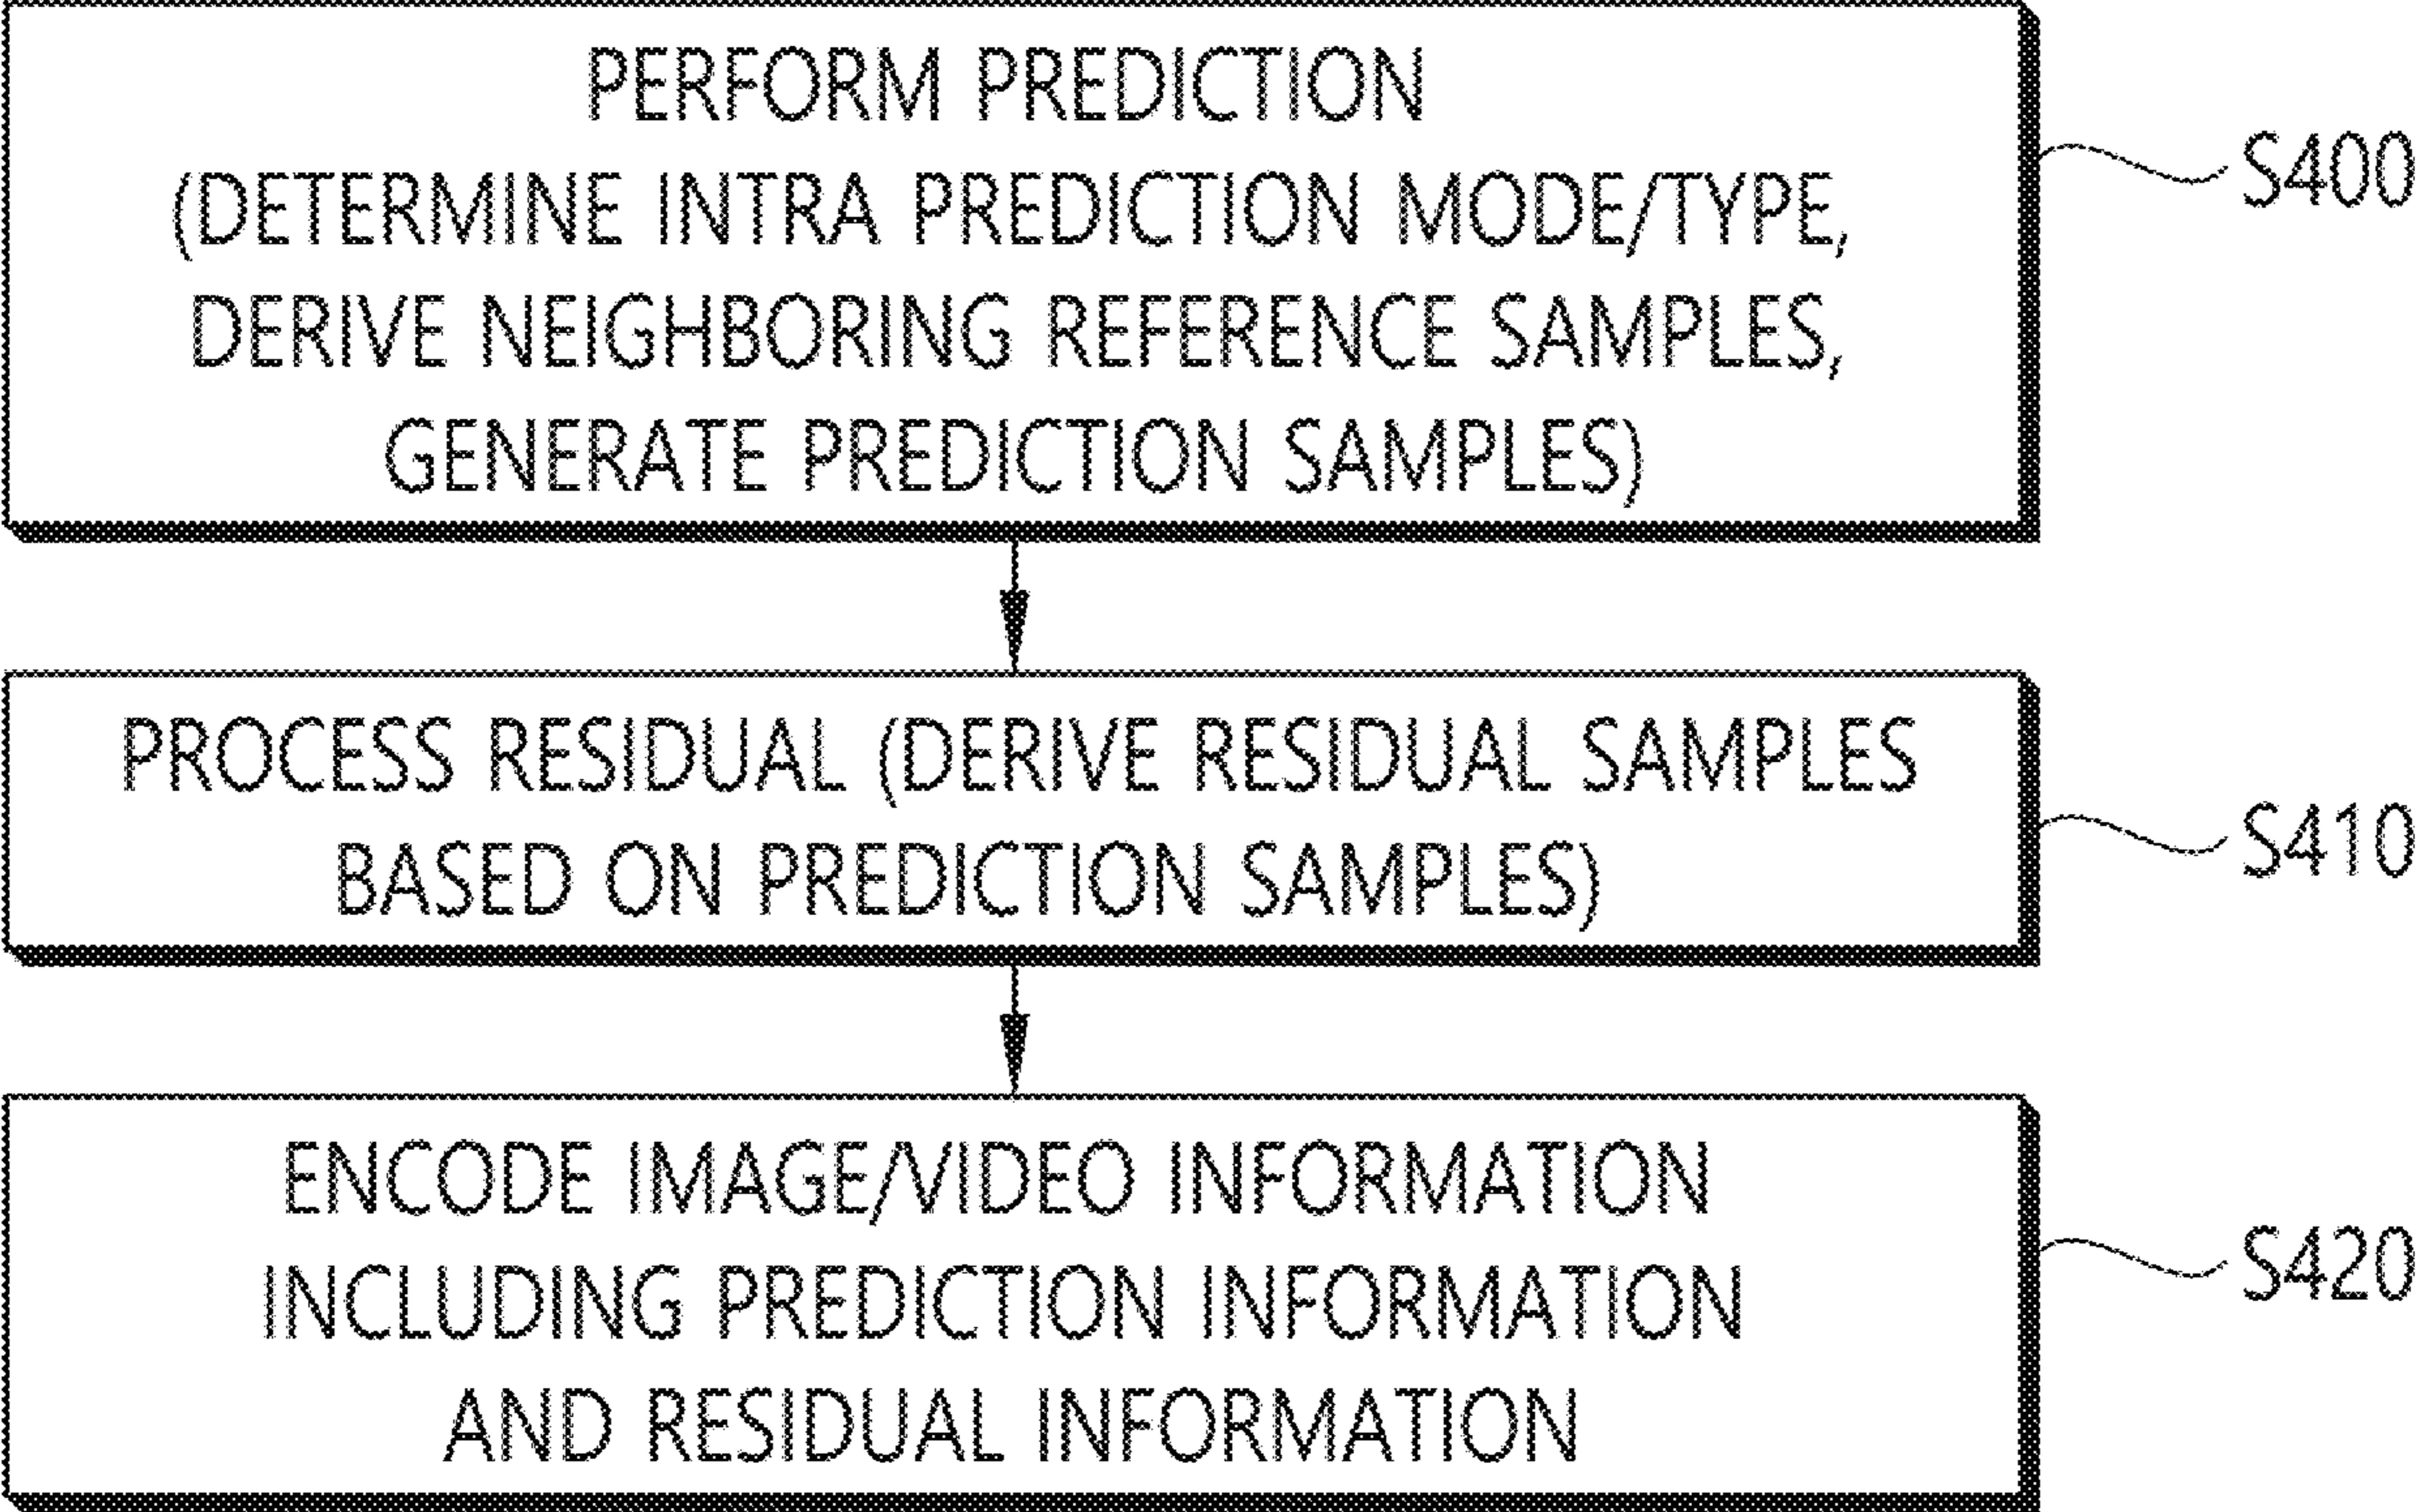 PERFORM PREDICTION
(DETERMINE INTRA PREDICTION MODE/TYPE,
DERIVE NEIGHBORING REFERENCE SAMPLES,
GENERATE PREDICTION SAMPLES)
S400
PROCESS RESIDUAL (DERIVE RESIDUAL SAMPLES
BASED ON PREDICTION SAMPLES)
S410
ENCODE IMAGE/VIDEO INFORMATION
INCLUDING PREDICTION INFORMATION
AND RESIDUAL INFORMATION
S420